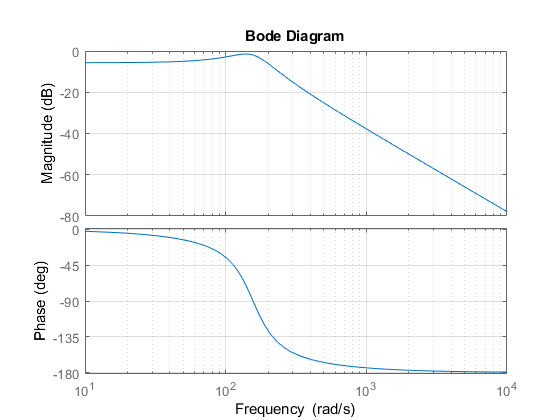 Bode Diagram
Magnitude (dB)
0
-20
-40
-60
-80
Phase (deg)
0
-45
-90
-135
-180
10^1 10^2 10^3 10^4
Frequency (rad/s)